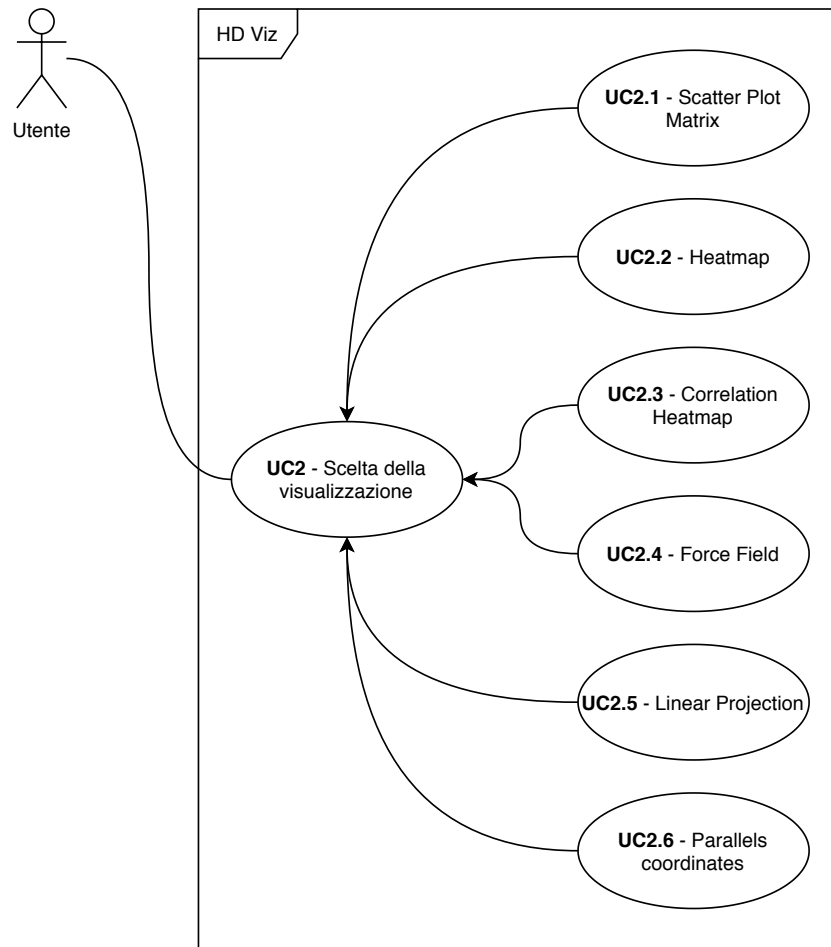 HD Viz
Utente
UC2.1 - Scatter Plot
Matrix
UC2.2 - Heatmap
UC2.3 - Correlation
Heatmap
UC2 - Scelta della
visualizzazione
UC2.4 - Force Field
UC2.5 - Linear Projection
UC2.6 - Parallels
coordinates